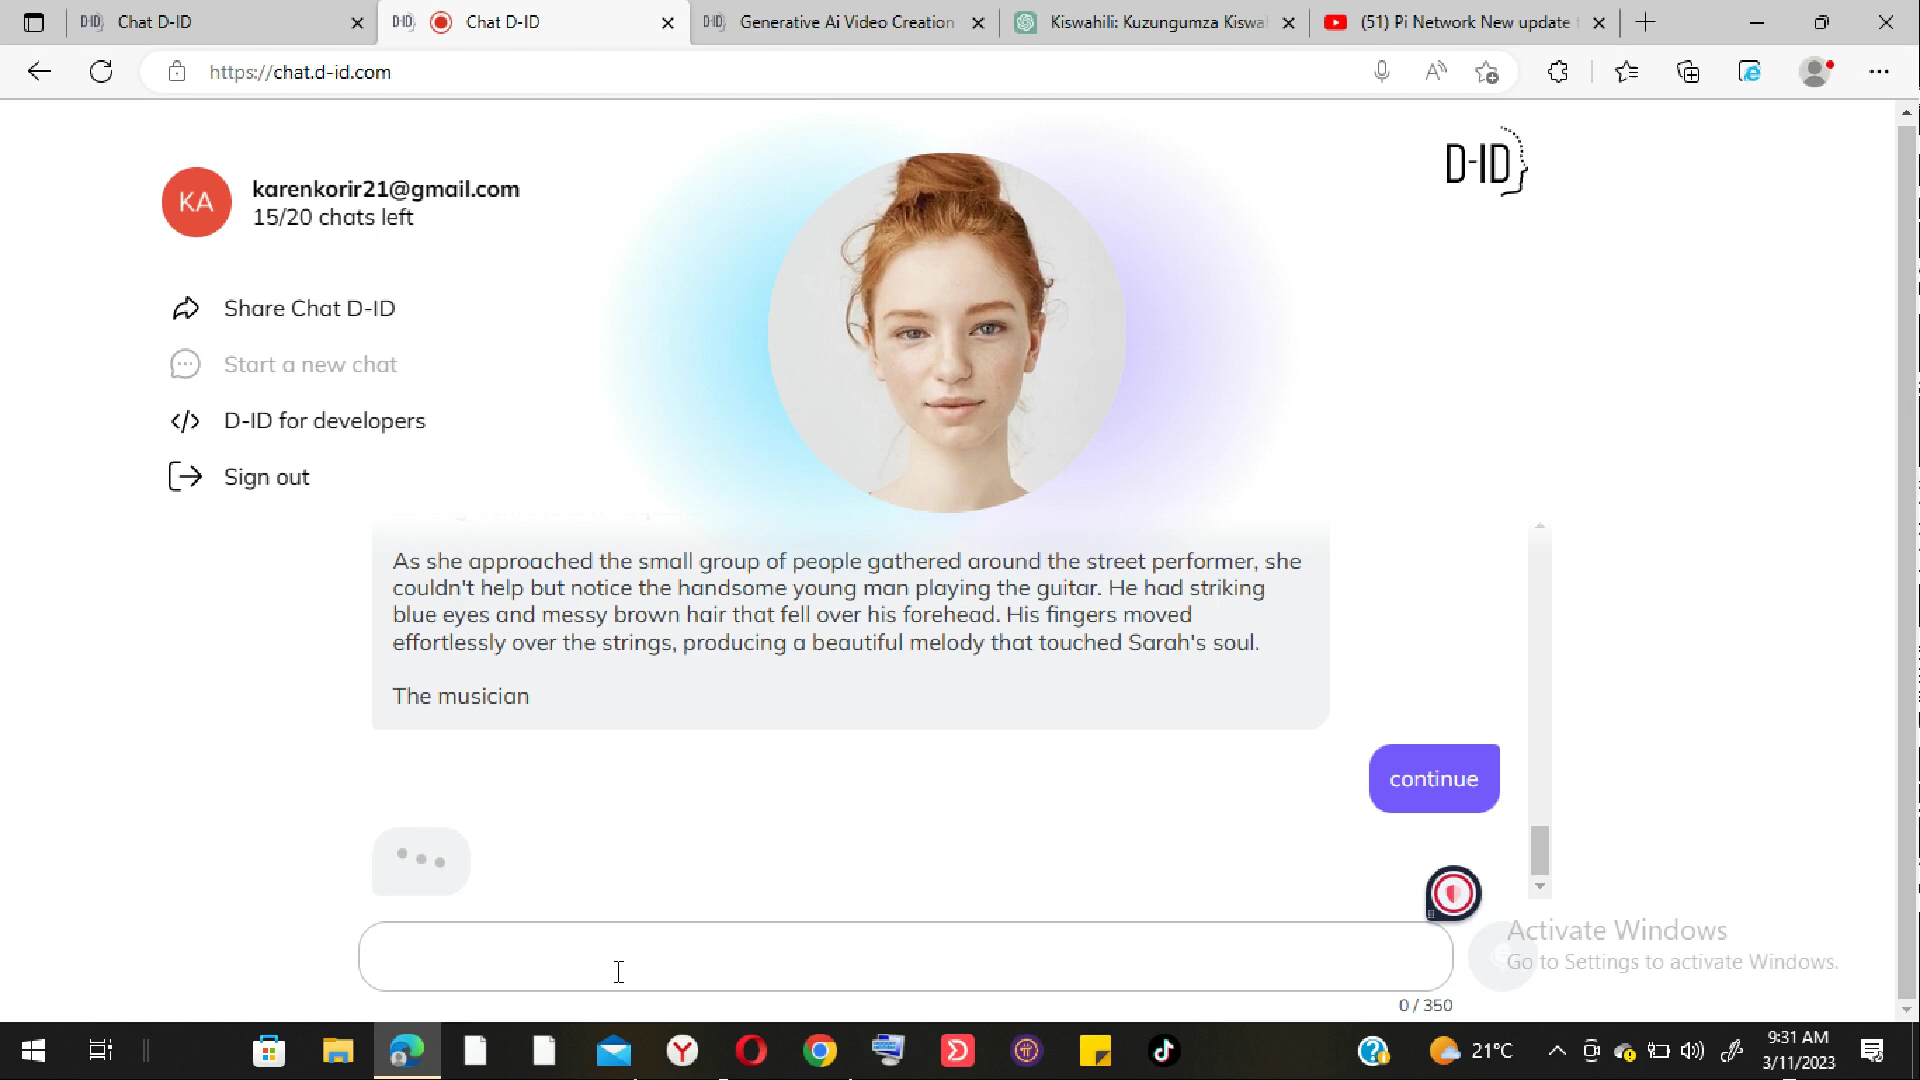 Chat D-ID
Chat D-ID
Generative Ai Video Creation
Kiswahili: Kuzungumza Kiswa
(51) Pi Network New update
https://chat.d-id.com
D-ID
KA
karenkorir21@gmail.com
15/20 chats left
Share Chat D-ID
Start a new chat
D-ID for developers
Sign out
As she approached the small group of people gathered around the street performer, she
couldn't help but notice the handsome young man playing the guitar. He had striking
blue eyes and messy brown hair that fell over his forehead. His fingers moved
effortlessly over the strings, producing a beautiful melody that touched Sarah's soul.
The musician
continue
Activate Windows
Go to Settings to activate Windows.
0 / 350
21°C
9:31 AM
3/11/2023